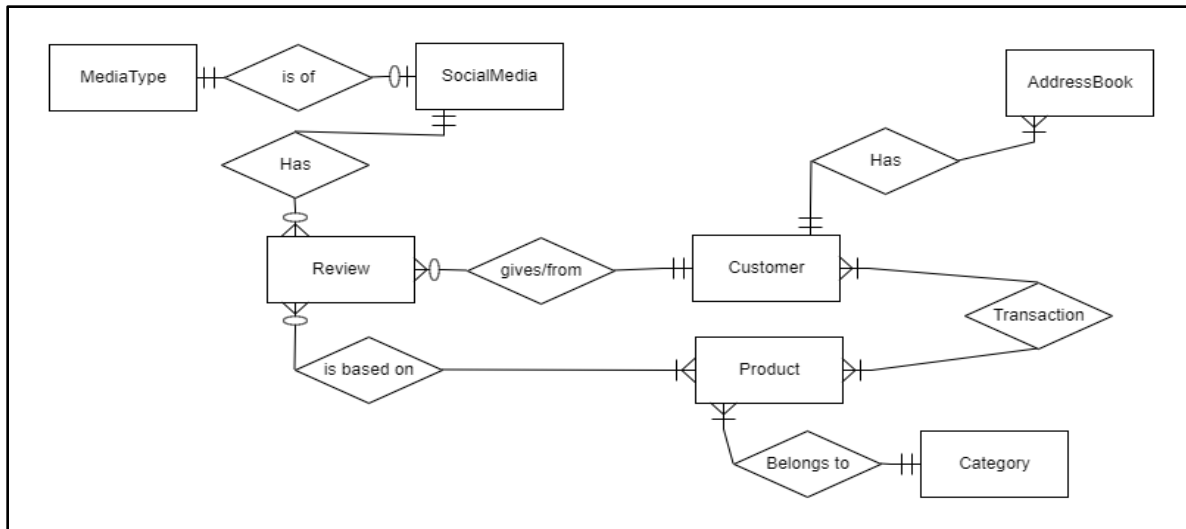 MediaType
is of
SocialMedia
AddressBook
Has
Has
Review
gives/from
Customer
Transaction
is based on
Product
Belongs to
Category